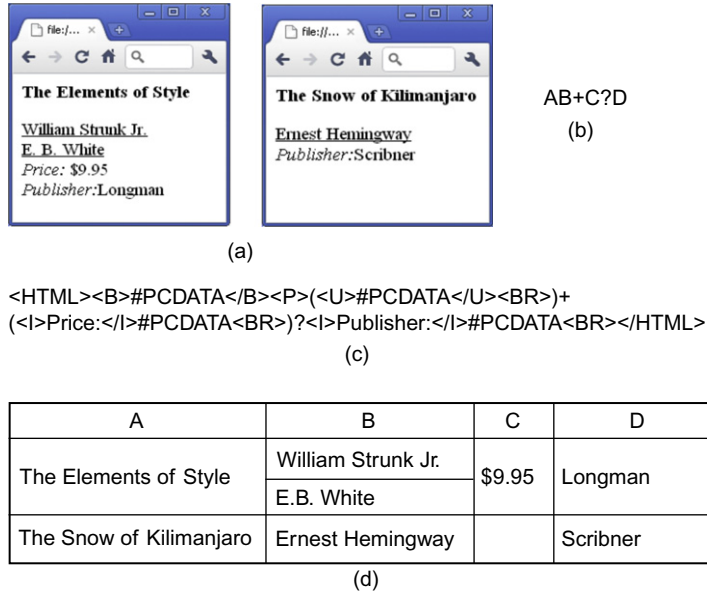 file:/... ×
The Elements of Style
William Strunk Jr.
E. B. White
Price: $9.95
Publisher:Longman
file://... ×
The Snow of Kilimanjaro
Ernest Hemingway
Publisher:Scribner
(a)
AB+C?D
(b)
<HTML><B>#PCDATA</B><P>(<U>#PCDATA</U><BR>)+
(<I>Price:</I>#PCDATA<BR>)?<I>Publisher:</I>#PCDATA<BR></HTML>
(c)
A B C D
The Elements of Style William Strunk Jr. $9.95 Longman
E.B. White
The Snow of Kilimanjaro Ernest Hemingway Scribner
(d)